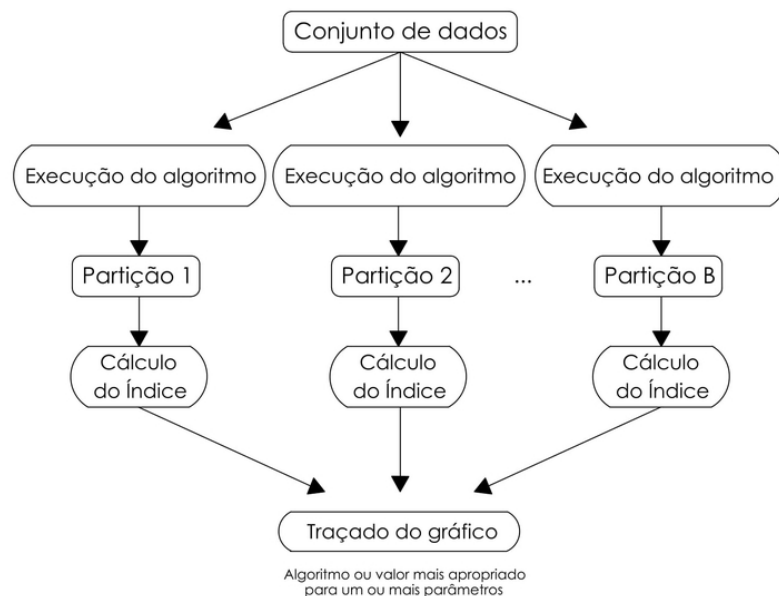 Conjunto de dados
Execução do algoritmo
Execução do algoritmo
Execução do algoritmo
Partição 1
Partição 2
...
Partição B
Cálculo
do Índice
Cálculo
do Índice
Cálculo
do Índice
Traçado do gráfico
Algoritmo ou valor mais apropriado
para um ou mais parâmetros